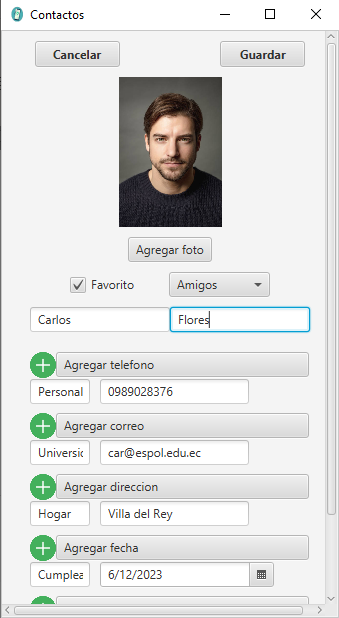 Contactos
Cancelar Guardar
Agregar foto
Favorito Amigos
Carlos Flores
Agregar telefono
Personal 0989028376
Agregar correo
Universic car@espol.edu.ec
Agregar direccion
Hogar Villa del Rey
Agregar fecha
Cumplea 6/12/2023